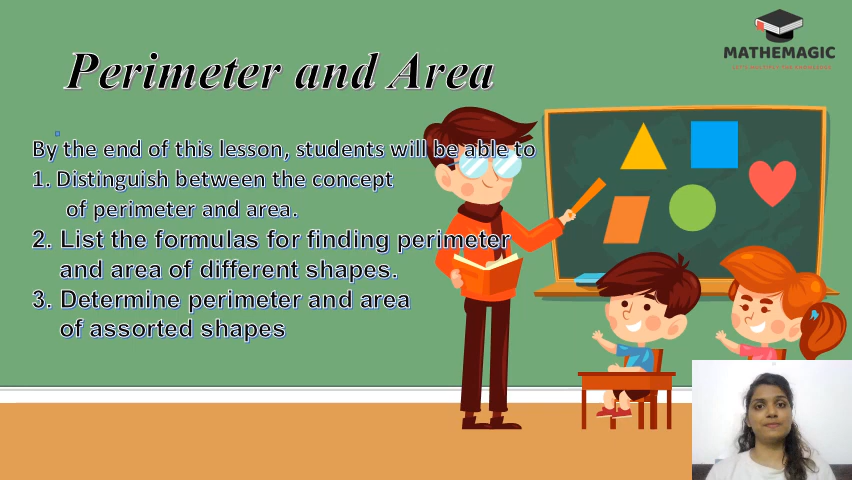 MATHEMAGIC
Perimeter and Area
By the end of this lesson, students will be able to
1. Distinguish between the concept
of perimeter and area.
2. List the formulas for finding perimeter
and area of different shapes.
3. Determine perimeter and area
of assorted shapes